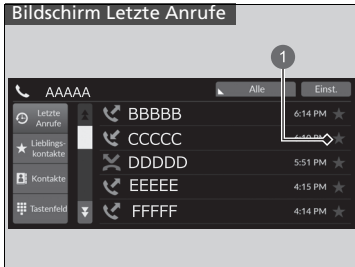 Bildschirm Letzte Anrufe
1
AAAAA
Alle
Einst.
Letzte
Anrufe
BBBBB
6:14 PM
Lieblings-
kontakte
CCCCC
DDDDD
5:51 PM
Kontakte
EEEEE
4:15 PM
Tastenfeld
FFFFF
4:14 PM